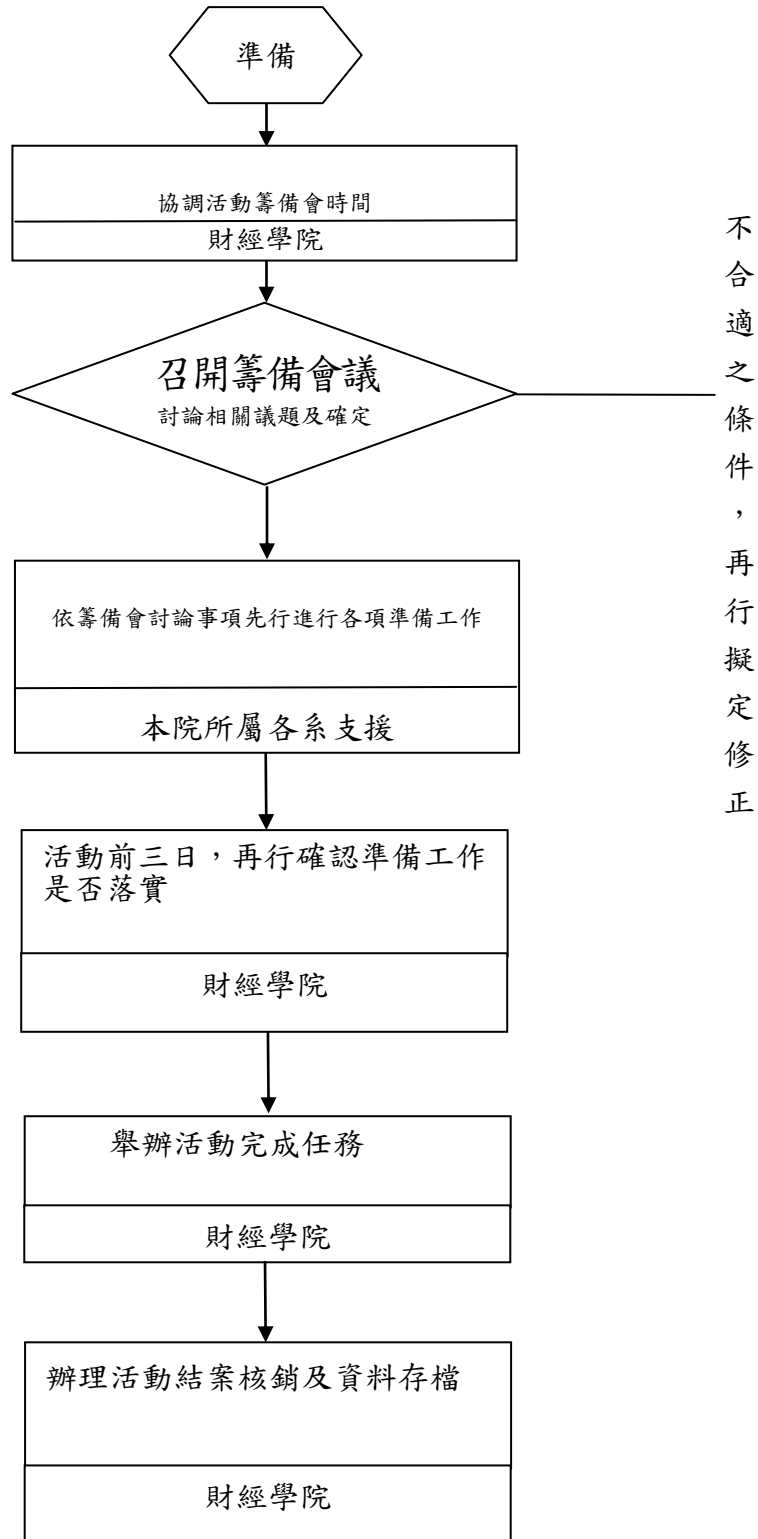 準備
協調活動籌備會時間
財經學院
召開籌備會議
討論相關議題及確定
不合適之條件，再行擬定修正
依籌備會討論事項先行進行各項準備工作
本院所屬各系支援
活動前三日，再行確認準備工作
是否落實
財經學院
舉辦活動完成任務
財經學院
辦理活動結案核銷及資料存檔
財經學院